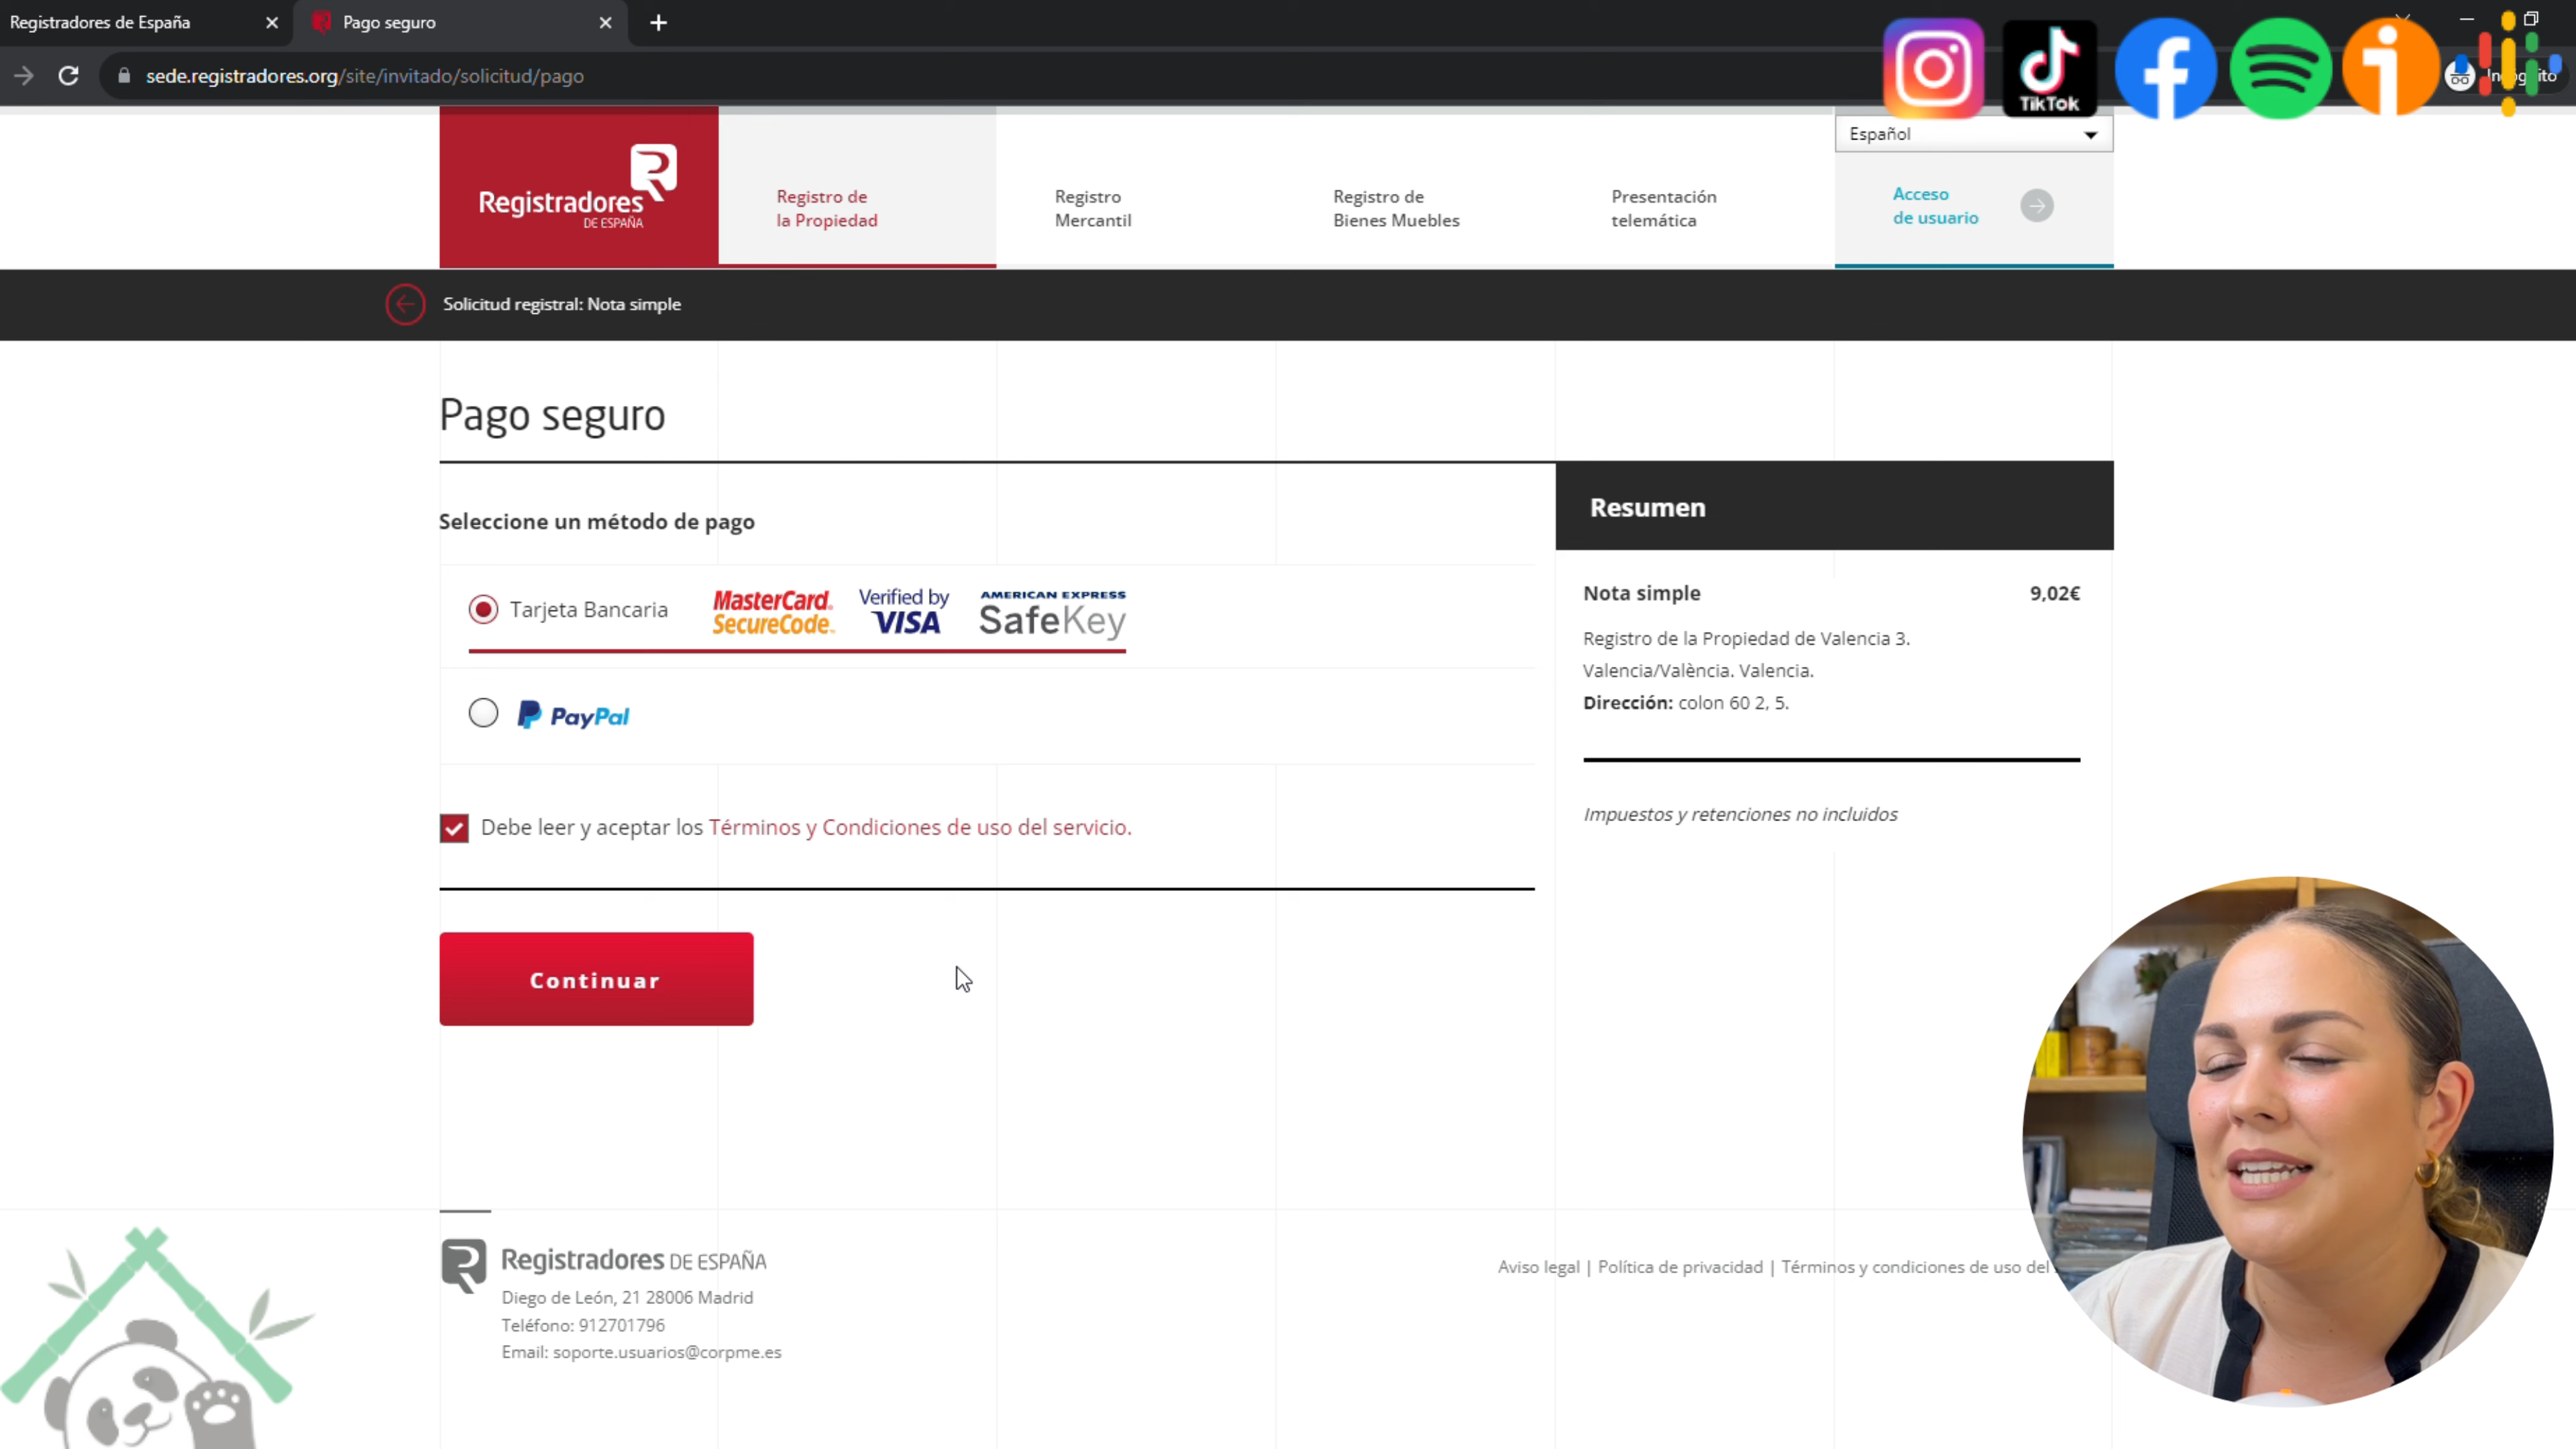 Registradores de España
Pago seguro
sede.registradores.org/site/invitado/solicitud/pago
TikTok
Español
Registradores
DE ESPAÑA
Registro de
la Propiedad
Registro
Mercantil
Registro de
Bienes Muebles
Presentación
telemática
Acceso
de usuario
Solicitud registral: Nota simple
Pago seguro
Seleccione un método de pago
Tarjeta Bancaria
MasterCard.
SecureCode.
Verified by
VISA
AMERICAN EXPRESS
SafeKey
PayPal
Debe leer y aceptar los Términos y Condiciones de uso del servicio.
Continuar
Resumen
Nota simple 9,02€
Registro de la Propiedad de Valencia 3.
Valencia/València. Valencia.
Dirección: colon 60 2, 5.
Impuestos y retenciones no incluidos
Registradores DE ESPAÑA
Diego de León, 21 28006 Madrid
Teléfono: 912701796
Email: soporte.usuarios@corpme.es
Aviso legal | Política de privacidad | Términos y condiciones de uso del